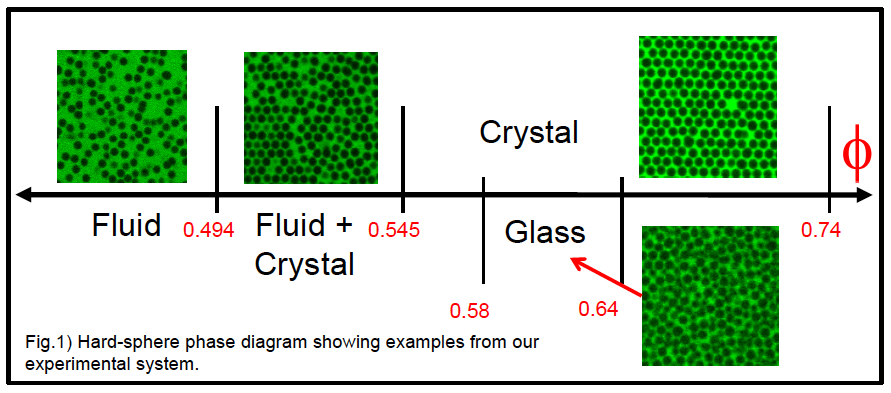 Crystal
ϕ
Fluid 0.494 Fluid + 0.545 Glass 0.74
Crystal
0.58 0.64
Fig.1) Hard-sphere phase diagram showing examples from our
experimental system.